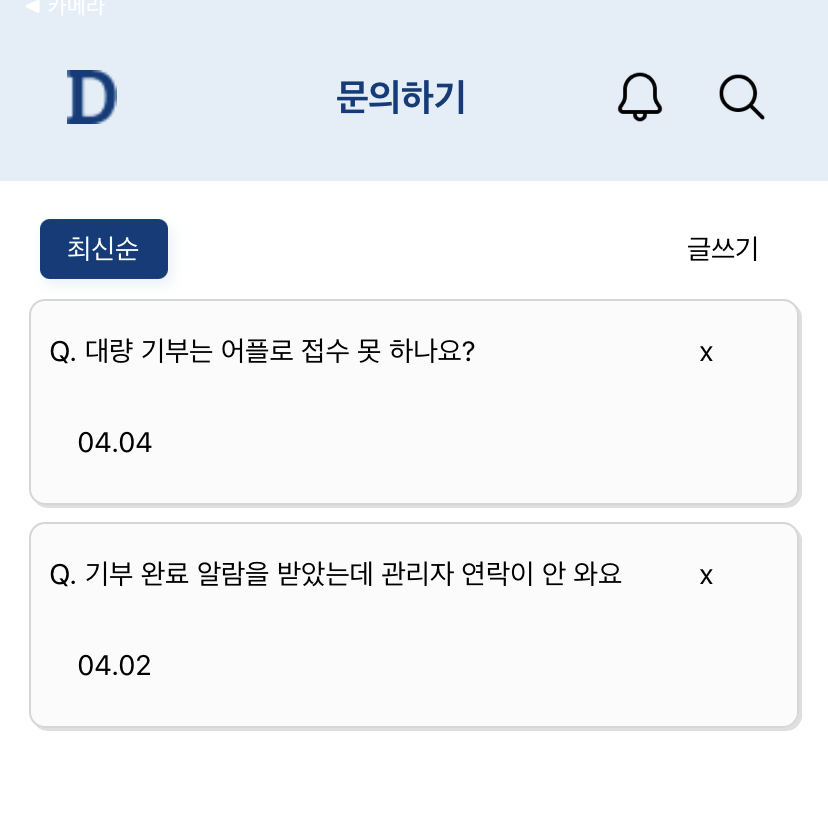 ◀ 카메라
D
문의하기
최신순
글쓰기
Q. 대량 기부는 어플로 접수 못 하나요?
x
04.04
Q. 기부 완료 알람을 받았는데 관리자 연락이 안 와요
x
04.02